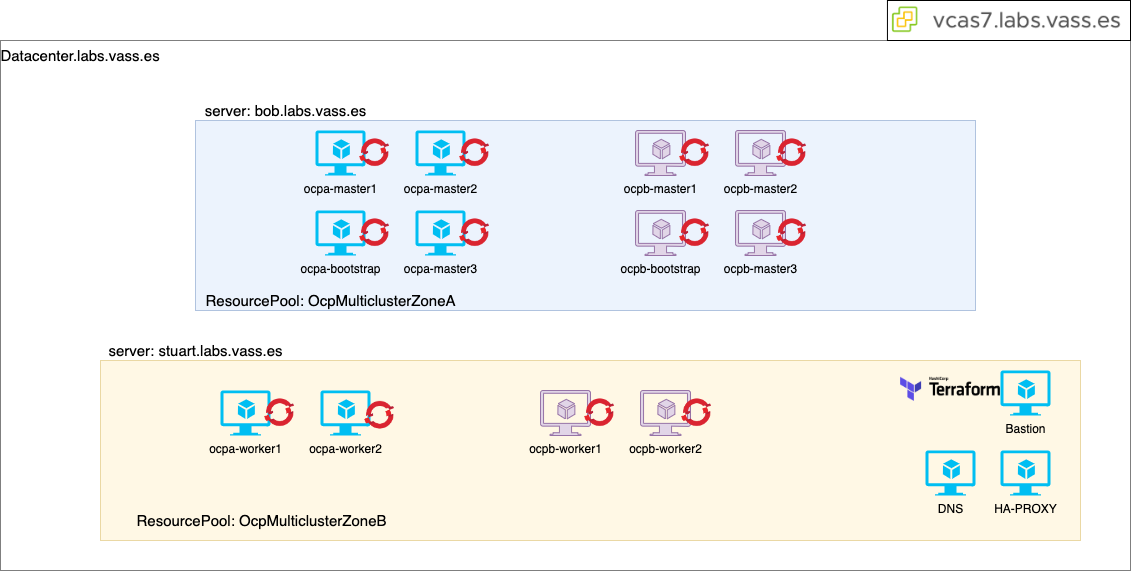 vcas7.labs.vass.es
Datacenter.labs.vass.es
server: bob.labs.vass.es
ocpa-master1
ocpa-master2
ocpb-master1
ocpb-master2
ocpa-bootstrap
ocpa-master3
ocpb-bootstrap
ocpb-master3
ResourcePool: OcpMulticlusterZoneA
server: stuart.labs.vass.es
HashiCorp
Terraform
Bastion
ocpa-worker1
ocpa-worker2
ocpb-worker1
ocpb-worker2
DNS
HA-PROXY
ResourcePool: OcpMulticlusterZoneB